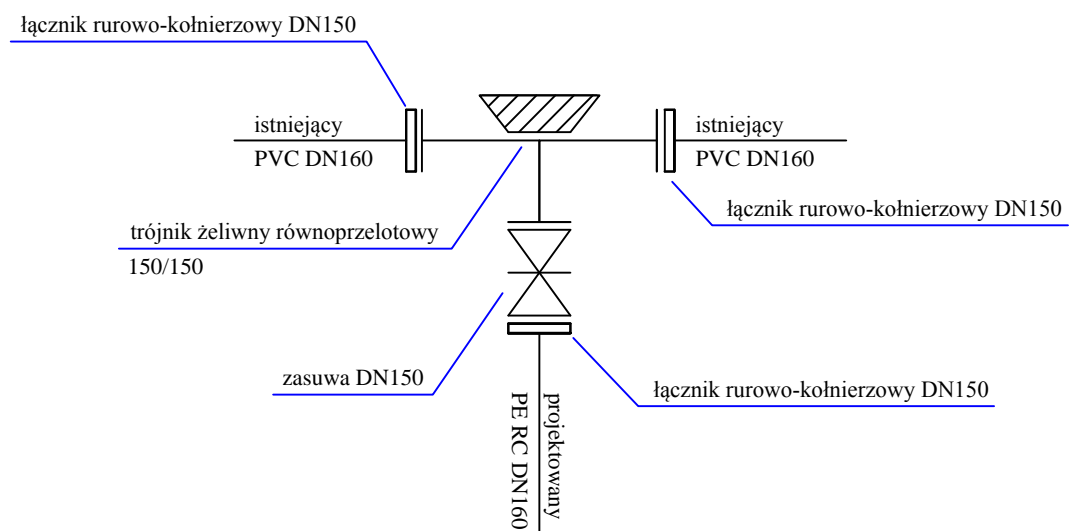 łącznik rurowo-kołnierzowy DN150
istniejący
PVC DN160
istniejący
PVC DN160
łącznik rurowo-kołnierzowy DN150
trójnik żeliwny równoprzelotowy
150/150
zasuwa DN150
łącznik rurowo-kołnierzowy DN150
projektowany
PE RC DN160